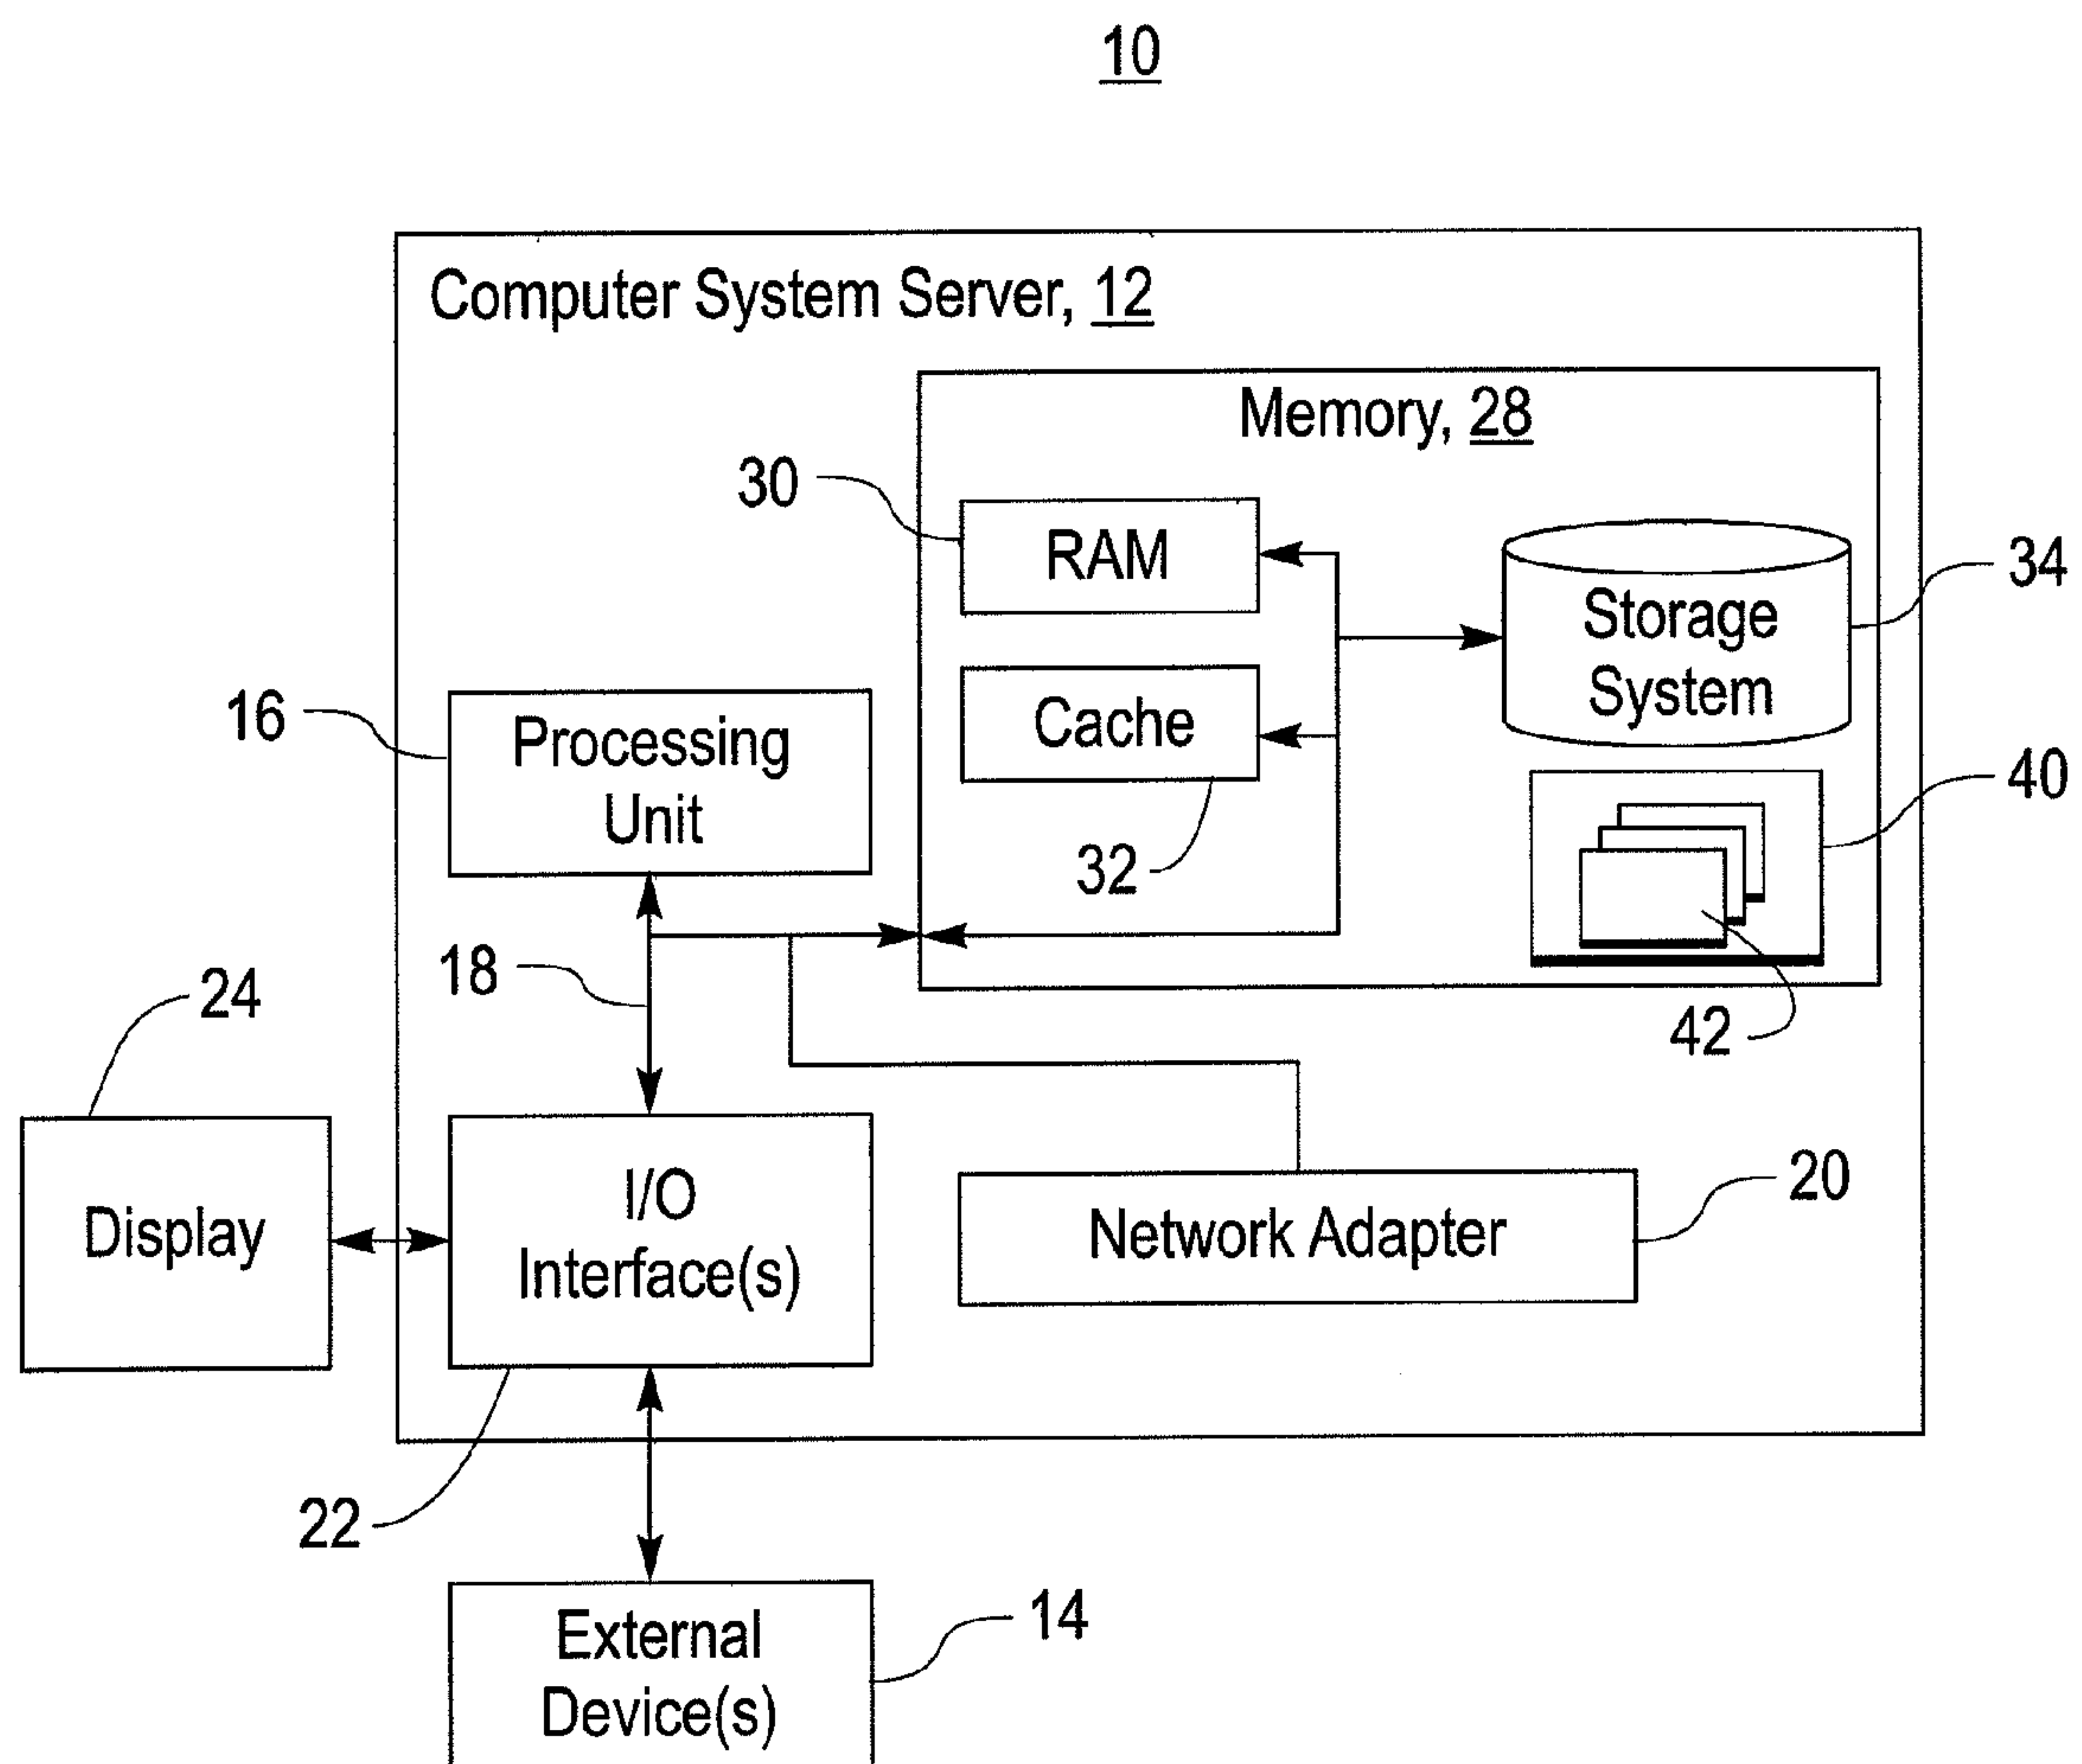 10
Computer System Server, 12
Memory, 28
30
RAM
34
Storage
System
Cache
16
Processing
Unit
40
32
18
24
42
I/O
Interface(s)
Display
20
Network Adapter
22
14
External
Device(s)